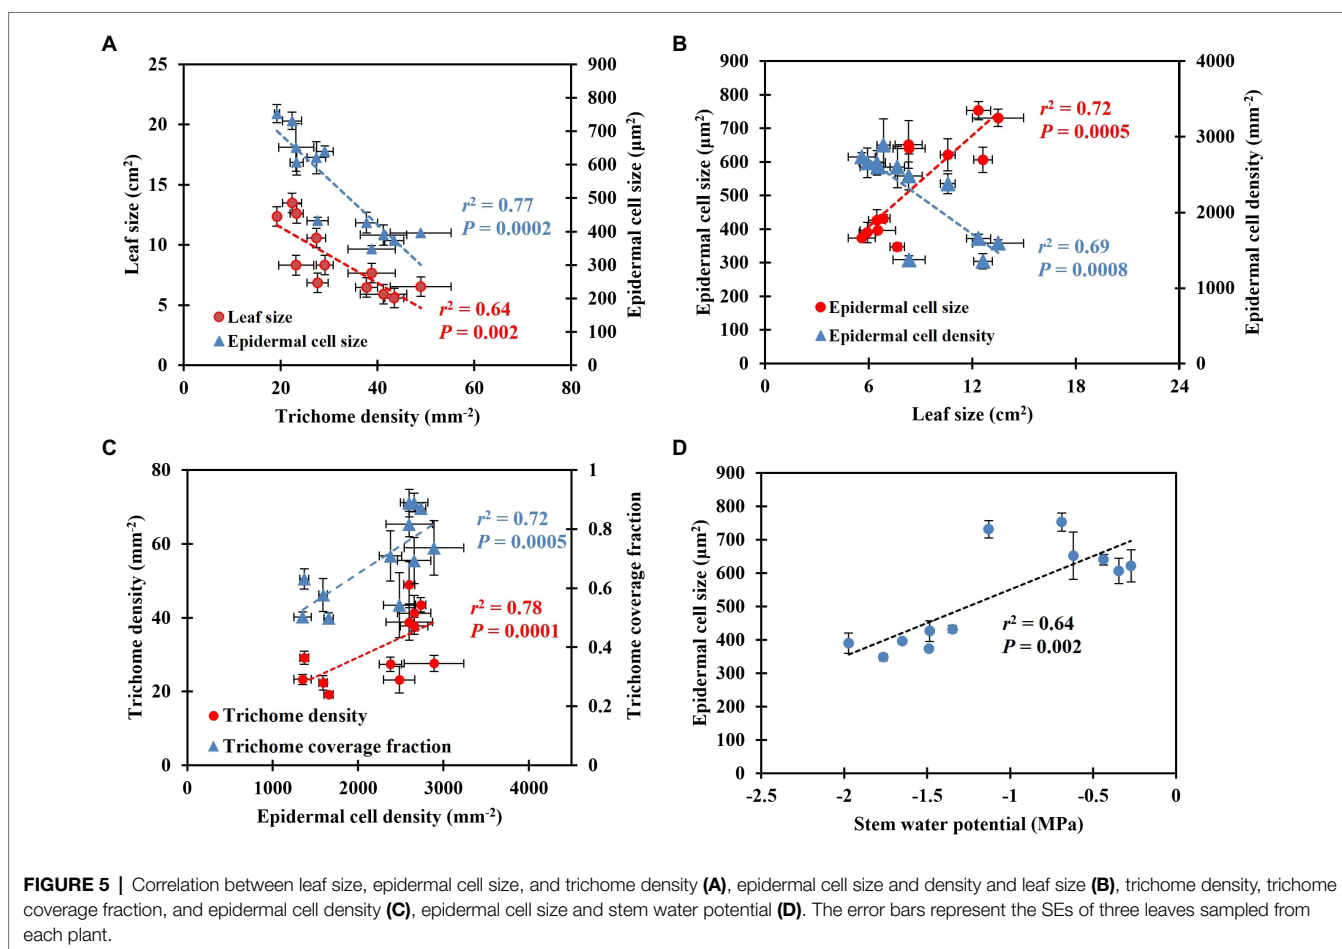 A
25
20
15
10
5
0
Leaf size (cm²)
900
800
700
600
500
400
300
200
100
0
Epidermal cell size (µm²)
r² = 0.77
P = 0.0002
r² = 0.64
P = 0.002
Leaf size
Epidermal cell size
0 20 40 60 80
Trichome density (mm⁻²)
B
900
800
700
600
500
400
300
200
100
0
Epidermal cell size (µm²)
4000
3000
2000
1000
0
Epidermal cell density (mm⁻²)
r² = 0.72
P = 0.0005
r² = 0.69
P = 0.0008
Epidermal cell size
Epidermal cell density
0 6 12 18 24
Leaf size (cm²)
C
80
60
40
20
0
Trichome density (mm⁻²)
1
0.8
0.6
0.4
0.2
0
Trichome coverage fraction
r² = 0.72
P = 0.0005
r² = 0.78
P = 0.0001
Trichome density
Trichome coverage fraction
0 1000 2000 3000 4000
Epidermal cell density (mm⁻²)
D
900
800
700
600
500
400
300
200
100
0
Epidermal cell size (µm²)
r² = 0.64
P = 0.002
-2.5 -2 -1.5 -1 -0.5 0
Stem water potential (MPa)
FIGURE 5 | Correlation between leaf size, epidermal cell size, and trichome density (A), epidermal cell size and density and leaf size (B), trichome density, trichome
coverage fraction, and epidermal cell density (C), epidermal cell size and stem water potential (D). The error bars represent the SEs of three leaves sampled from
each plant.